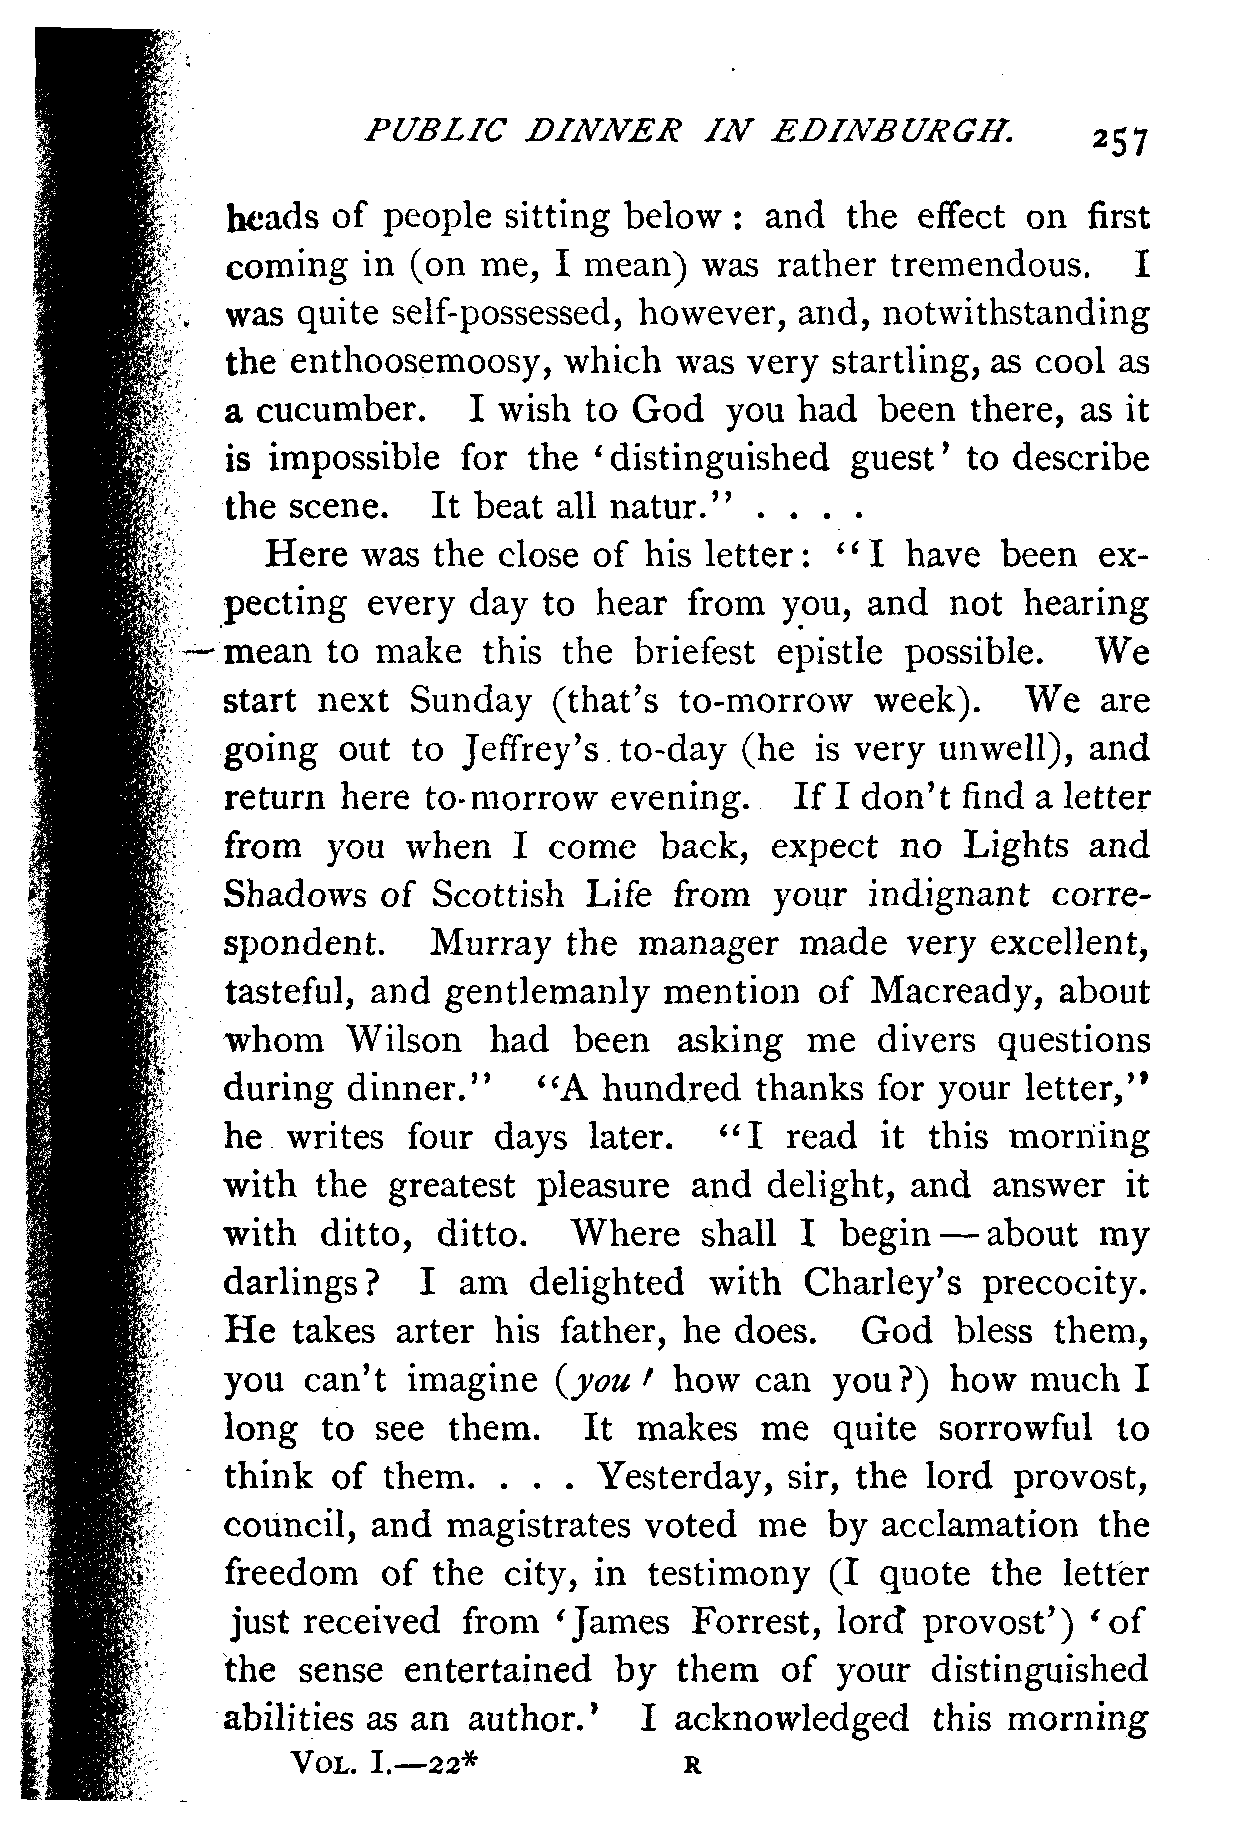 PUBLIC DINNER IN EDINBURGH. 257
heads of people sitting below : and the effect on first
coming in (on me, I mean) was rather tremendous. I
was quite self-possessed, however, and, notwithstanding
the enthoosemoosy, which was very startling, as cool as
a cucumber. I wish to God you had been there, as it
is impossible for the ‘distinguished guest’ to describe
the scene. It beat all natur.” . . . .
Here was the close of his letter: “I have been ex-
pecting every day to hear from you, and not hearing
mean to make this the briefest epistle possible. We
start next Sunday (that’s to-morrow week). We are
going out to Jeffrey’s to-day (he is very unwell), and
return here to-morrow evening. If I don’t find a letter
from you when I come back, expect no Lights and
Shadows of Scottish Life from your indignant corre-
spondent. Murray the manager made very excellent,
tasteful, and gentlemanly mention of Macready, about
whom Wilson had been asking me divers questions
during dinner.” “A hundred thanks for your letter,”
he writes four days later. “I read it this morning
with the greatest pleasure and delight, and answer it
with ditto, ditto. Where shall I begin — about my
darlings? I am delighted with Charley’s precocity.
He takes arter his father, he does. God bless them,
you can’t imagine (you! how can you?) how much I
long to see them. It makes me quite sorrowful to
think of them. . . . Yesterday, sir, the lord provost,
council, and magistrates voted me by acclamation the
freedom of the city, in testimony (I quote the letter
just received from ‘James Forrest, lord provost’) ‘of
the sense entertained by them of your distinguished
abilities as an author.’ I acknowledged this morning
VOL. I.—22* R